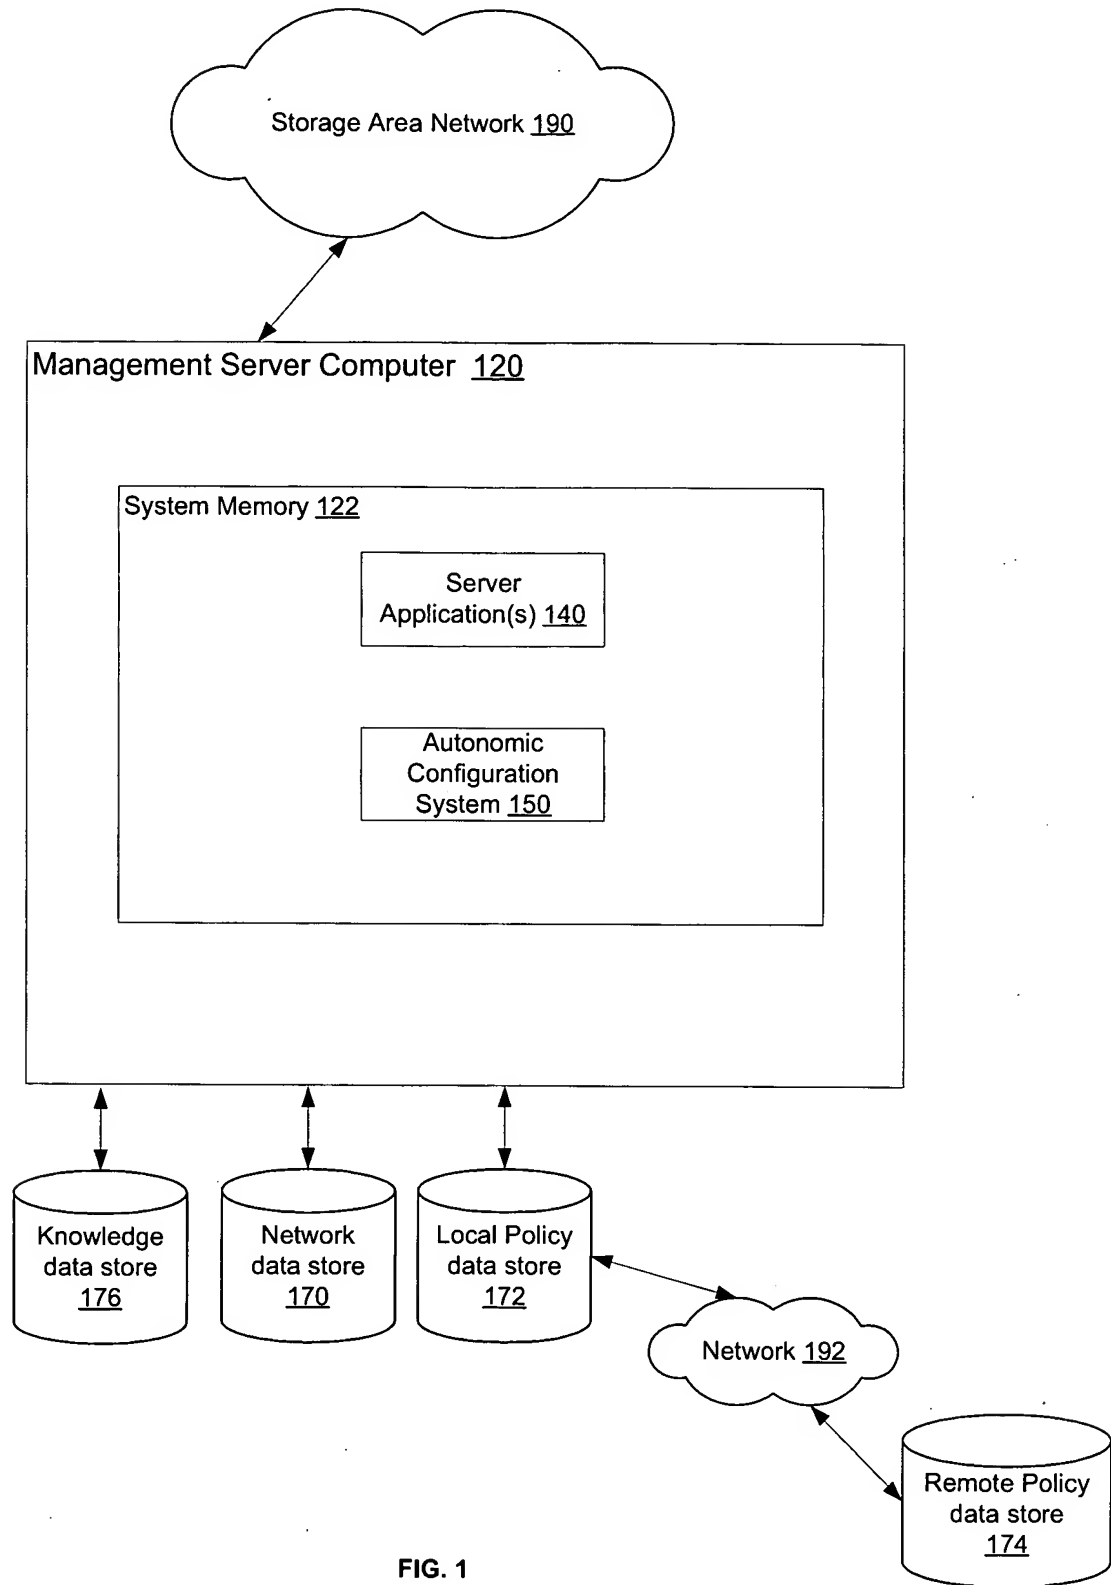 Storage Area Network 190
Management Server Computer 120
System Memory 122
Server
Application(s) 140
Autonomic
Configuration
System 150
Knowledge
data store
176
Network
data store
170
Local Policy
data store
172
Network 192
Remote Policy
data store
174
FIG. 1